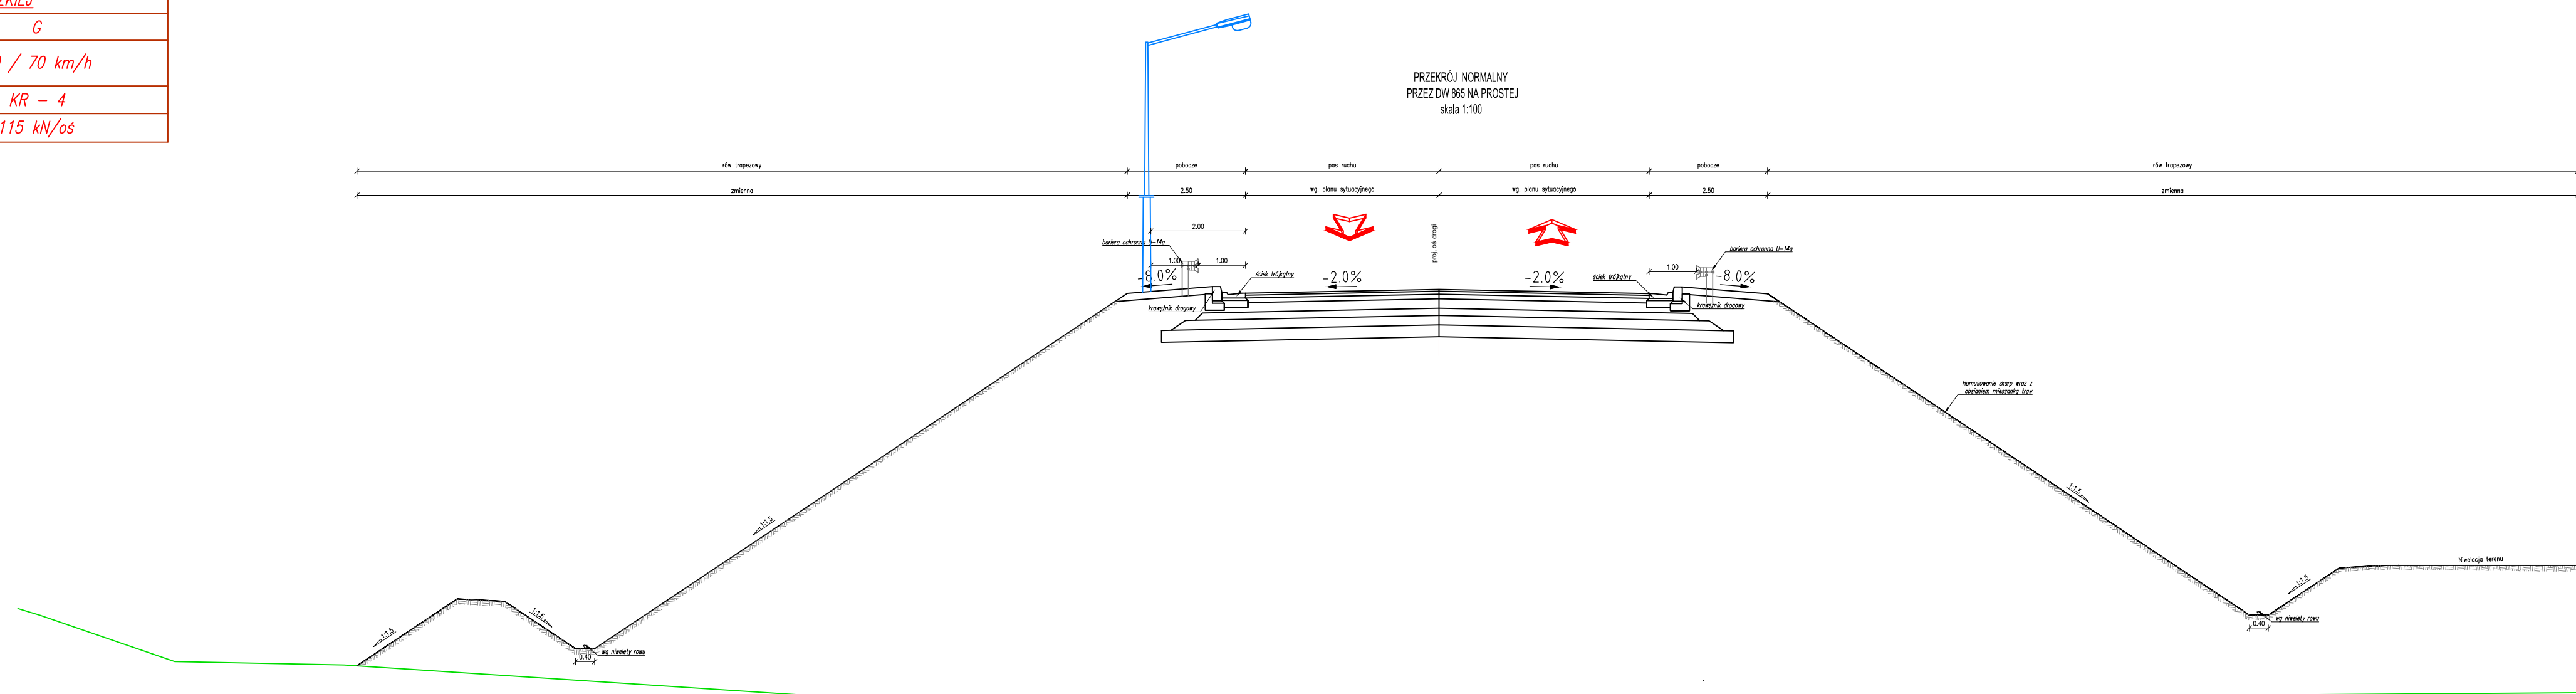 G
/ 70 km/h
KR - 4
115 kN/oś
PRZEKRÓJ NORMALNY
PRZEZ DW 865 NA PROSTEJ
skala 1:100
rów trapezowy
pobocze
pas ruchu
pas ruchu
pobocze
rów trapezowy
zmienna
2.50
wg. planu sytuacyjnego
wg. planu sytuacyjnego
2.50
zmienna
2.00
proj. oś drogi
bariera ochronna U-14a
bariera ochronna U-14a
1.00
1.00
1.00
-8.0%
ściek trójkątny
-2.0%
-2.0%
ściek trójkątny
-8.0%
krawężnik drogowy
krawężnik drogowy
Humusowanie skarp wraz z
obsianiem mieszanką traw
1:1.5
1:1.5
Niwelacja terenu
1:1.5
1:1.5
1:1.5
wg niwelety rowu
0.40
wg niwelety rowu
0.40